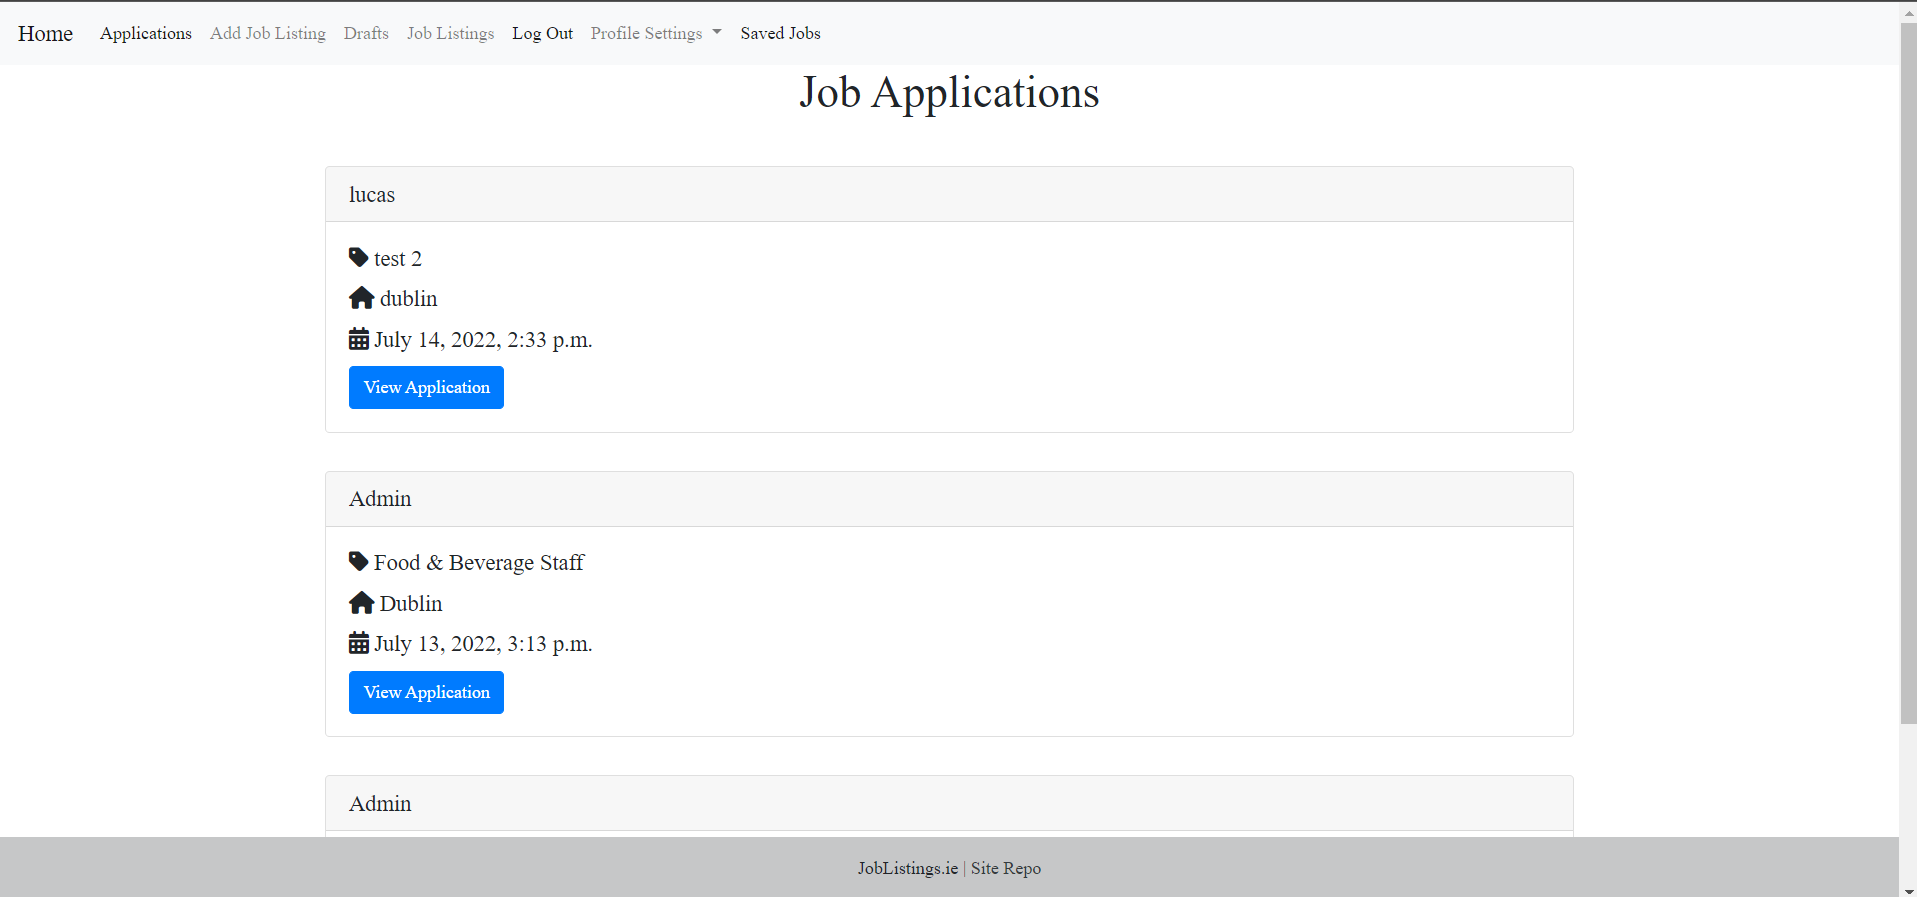 Home Applications Add Job Listing Drafts Job Listings Log Out Profile Settings Saved Jobs
Job Applications
lucas
test 2
dublin
July 14, 2022, 2:33 p.m.
View Application
Admin
Food & Beverage Staff
Dublin
July 13, 2022, 3:13 p.m.
View Application
Admin
JobListings.ie | Site Repo